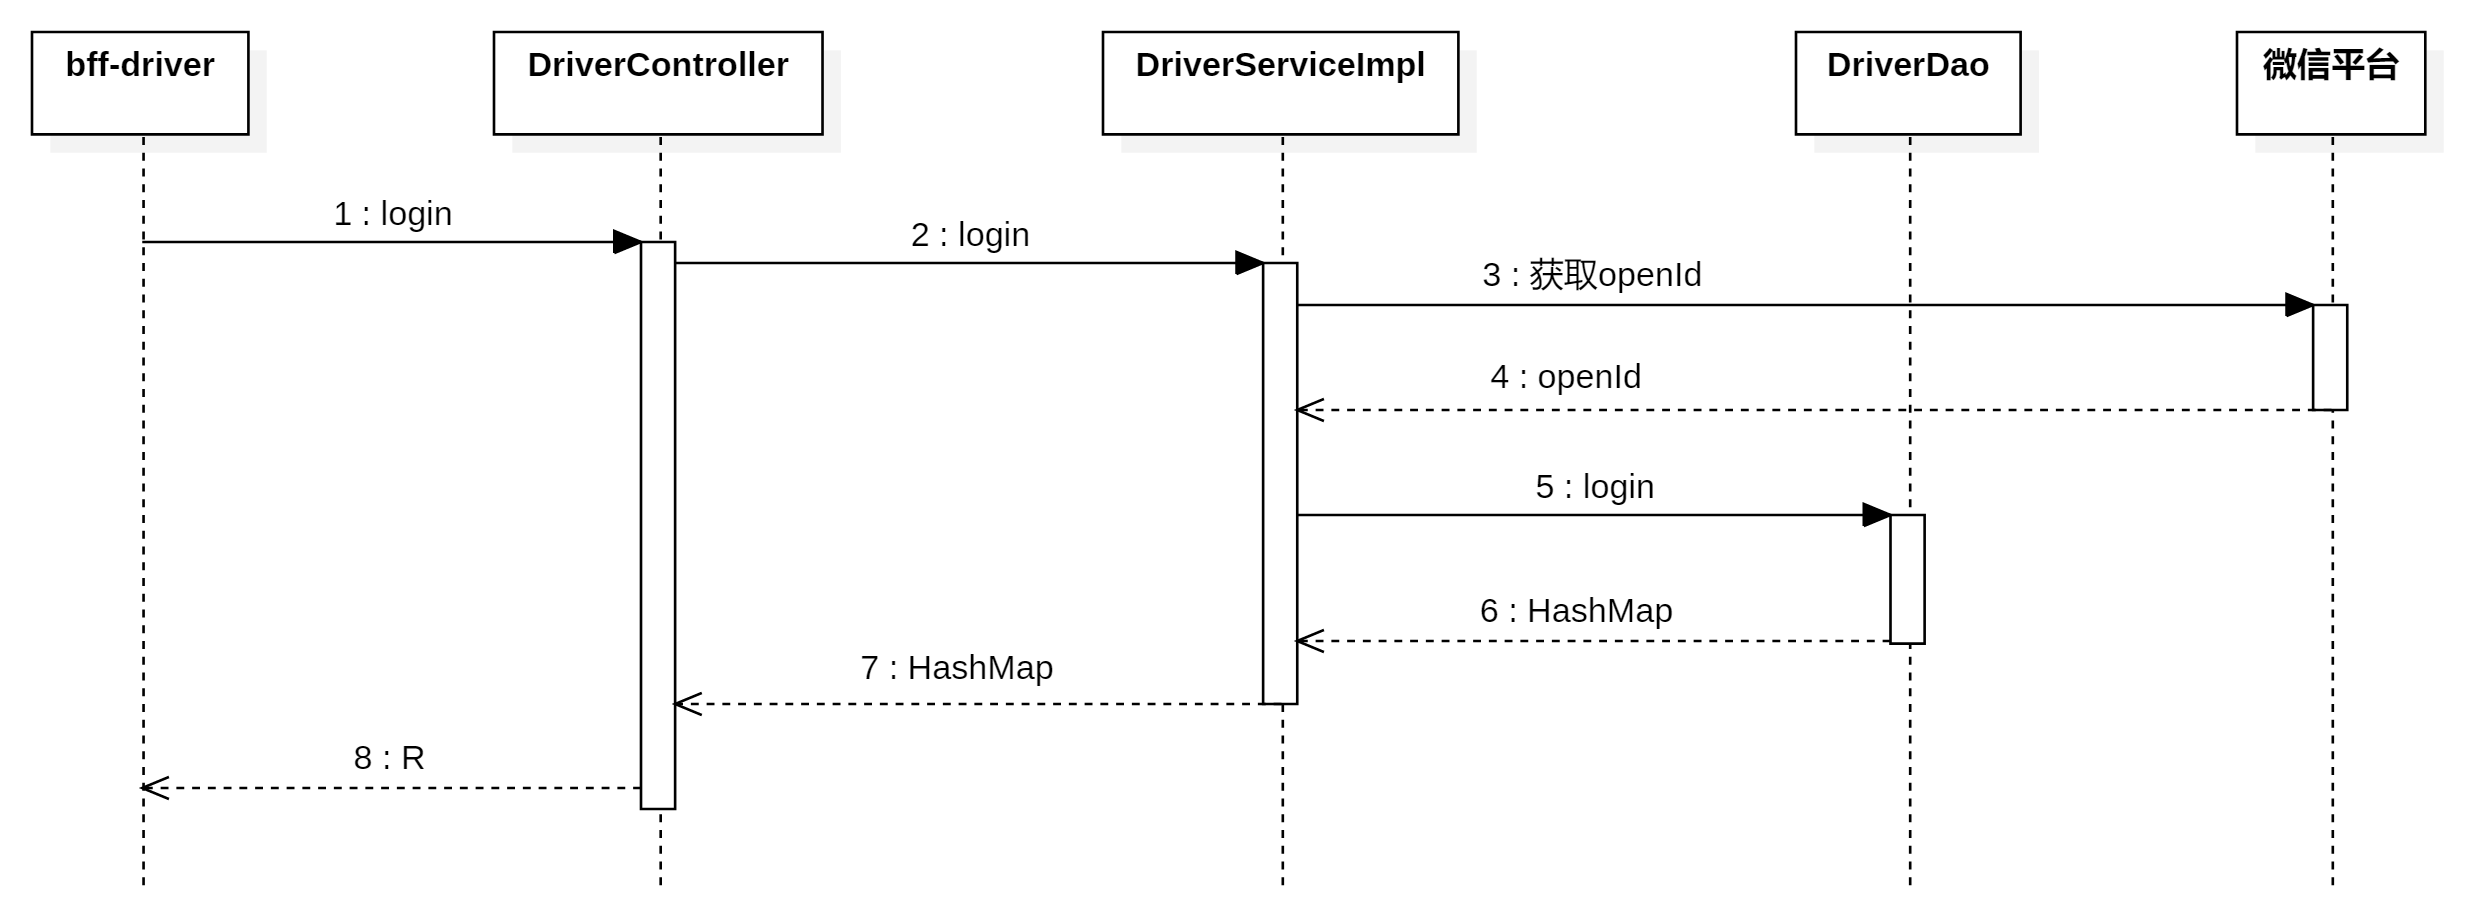 bff-driver
DriverController
DriverServiceImpl
DriverDao
微信平台
1 : login
2 : login
3 : 获取openId
4 : openId
5 : login
6 : HashMap
7 : HashMap
8 : R